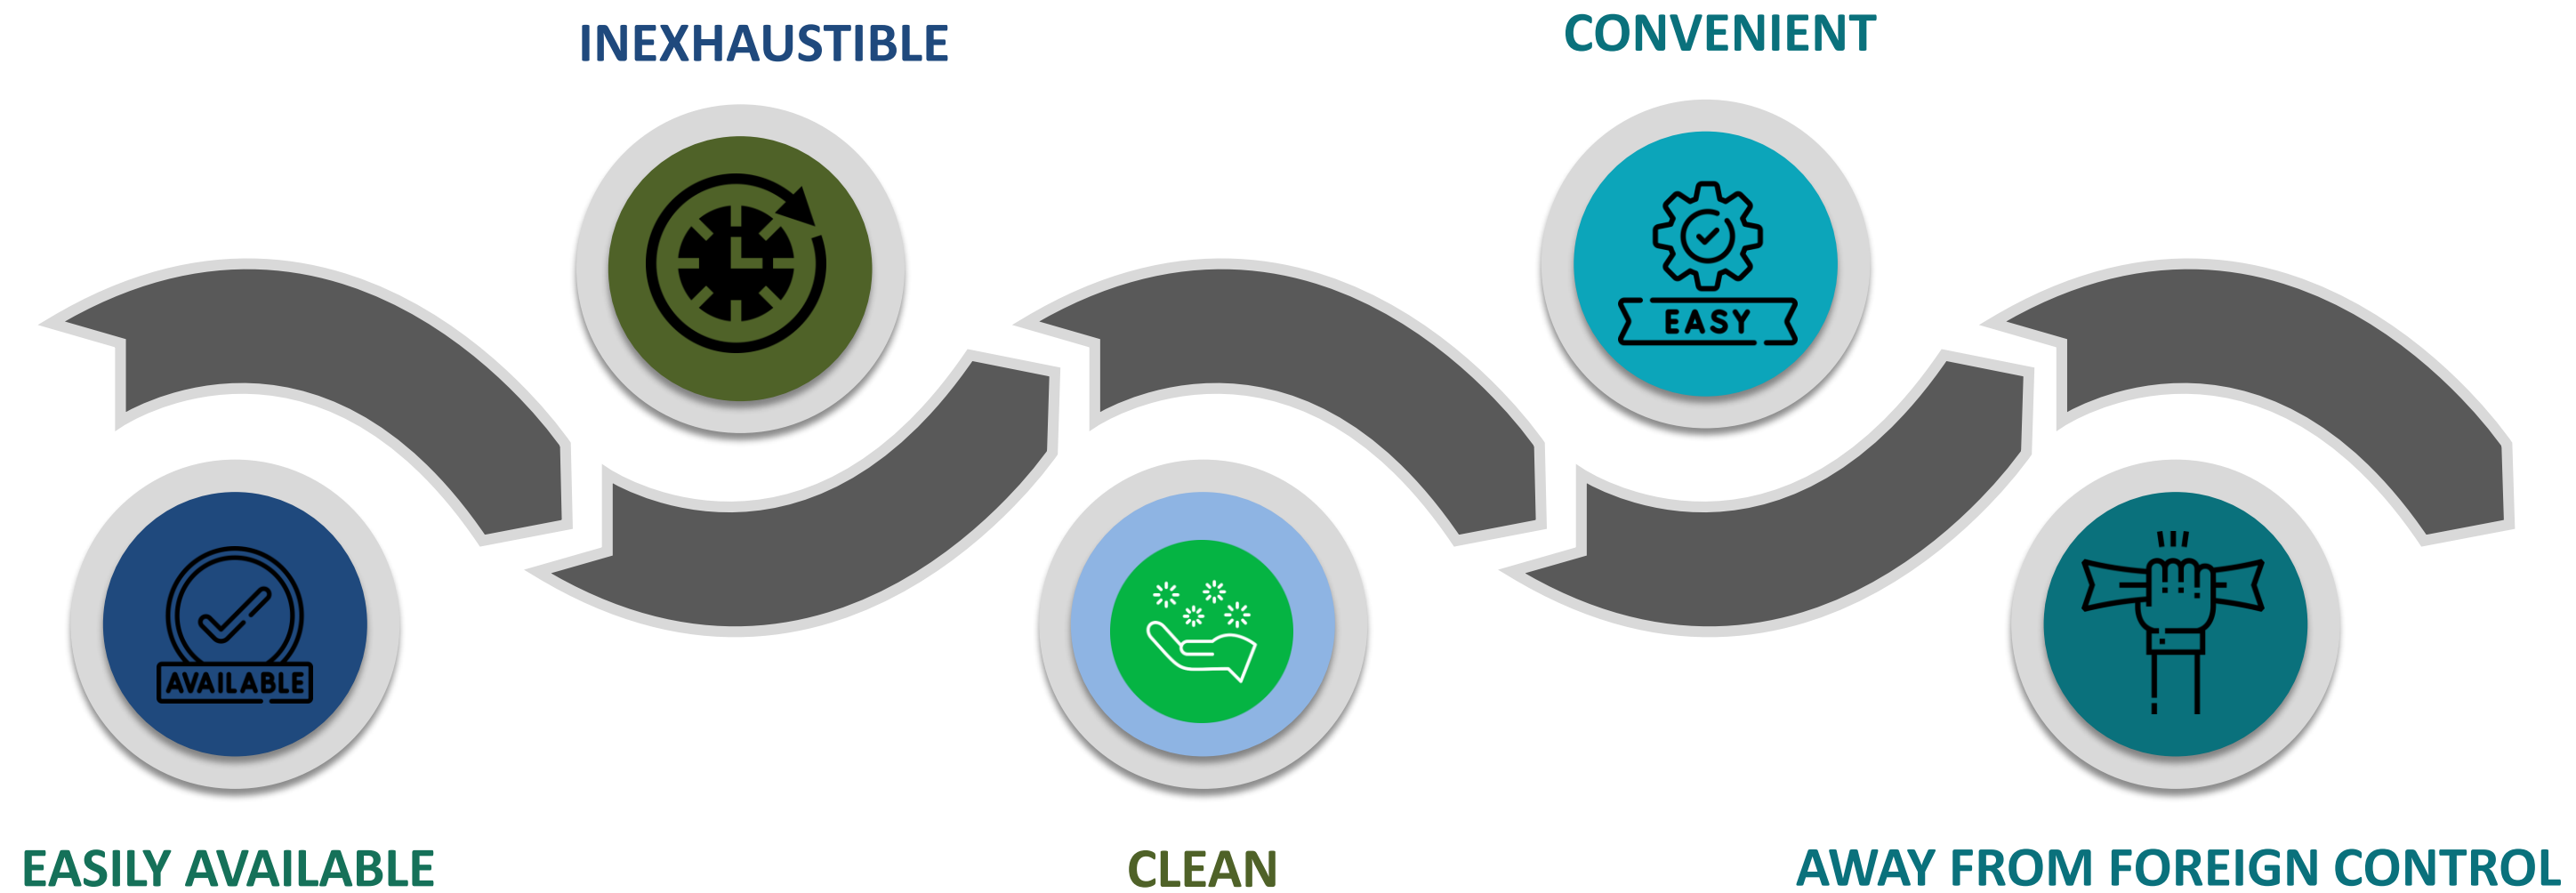 INEXHAUSTIBLE
CONVENIENT
EASY
AVAILABLE
EASILY AVAILABLE
CLEAN
AWAY FROM FOREIGN CONTROL